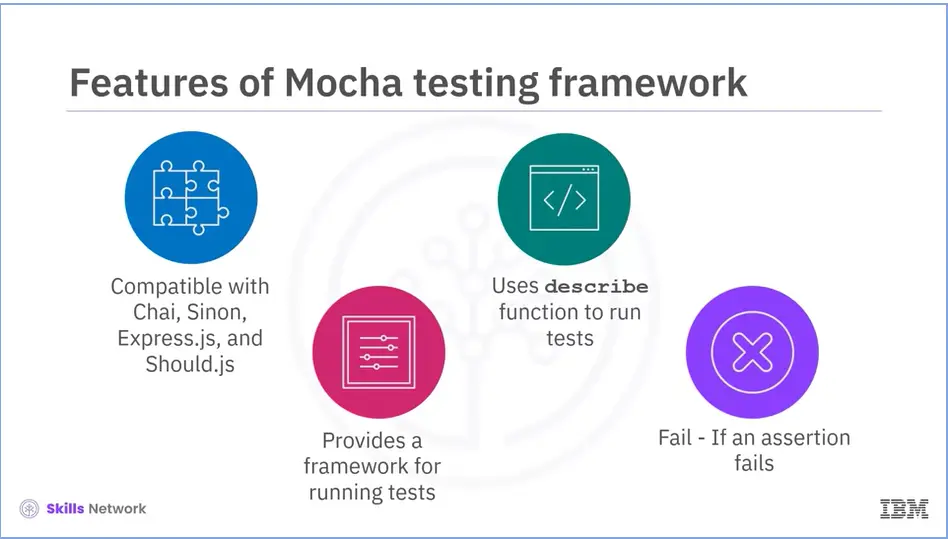 Features of Mocha testing framework
Compatible with
Chai, Sinon,
Express.js, and
Should.js
Provides a
framework for
running tests
Uses describe
function to run
tests
Fail - If an assertion
fails
Skills Network
IBM